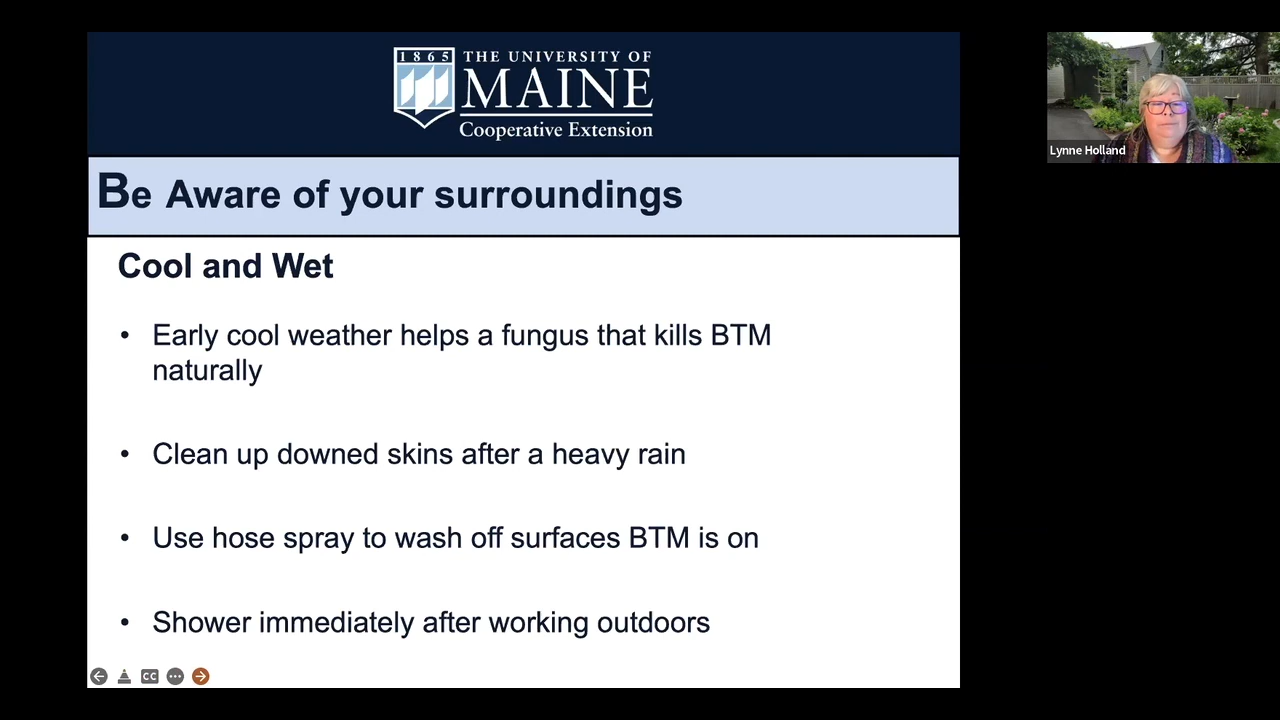 1865
THE UNIVERSITY OF
MAINE
Cooperative Extension
Be Aware of your surroundings
Cool and Wet
• Early cool weather helps a fungus that kills BTM
naturally
• Clean up downed skins after a heavy rain
• Use hose spray to wash off surfaces BTM is on
• Shower immediately after working outdoors
CC
Lynne Holland